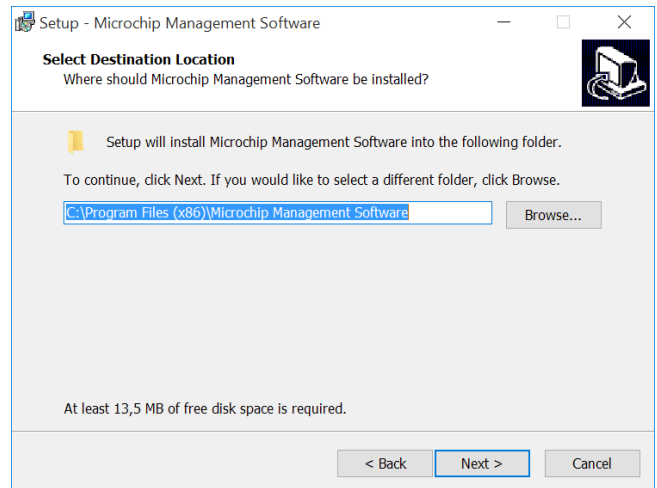 Setup - Microchip Management Software
Select Destination Location
Where should Microchip Management Software be installed?
Setup will install Microchip Management Software into the following folder.
To continue, click Next. If you would like to select a different folder, click Browse.
C:\Program Files (x86)\Microchip Management Software
Browse...
At least 13,5 MB of free disk space is required.
< Back
Next >
Cancel